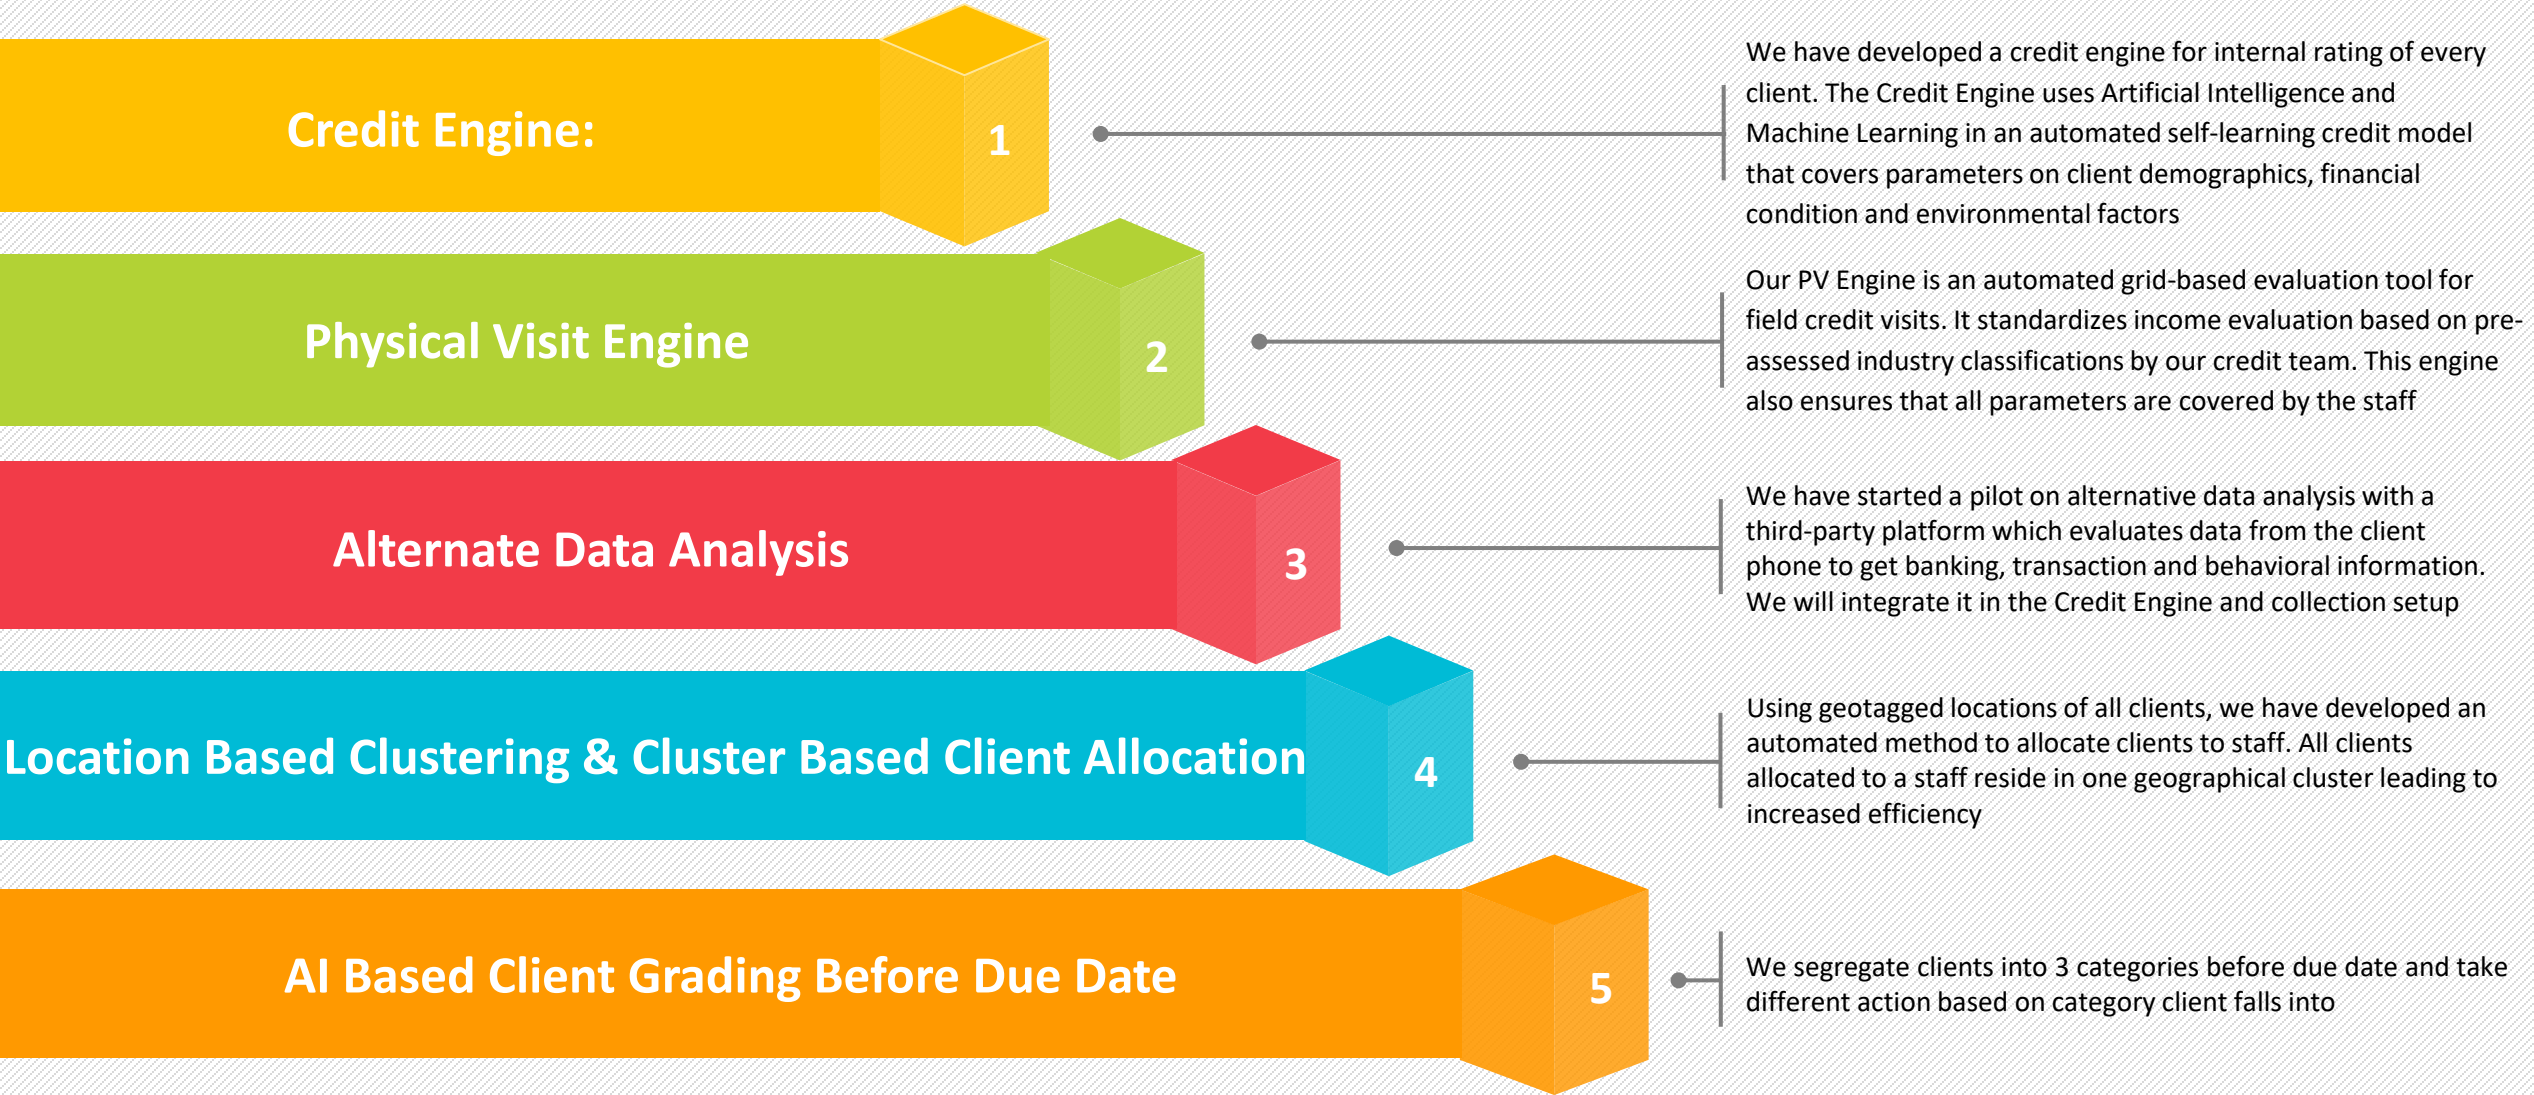 Credit Engine:
1
We have developed a credit engine for internal rating of every
client. The Credit Engine uses Artificial Intelligence and
Machine Learning in an automated self-learning credit model
that covers parameters on client demographics, financial
condition and environmental factors
Physical Visit Engine
2
Our PV Engine is an automated grid-based evaluation tool for
field credit visits. It standardizes income evaluation based on pre-
assessed industry classifications by our credit team. This engine
also ensures that all parameters are covered by the staff
Alternate Data Analysis
3
We have started a pilot on alternative data analysis with a
third-party platform which evaluates data from the client
phone to get banking, transaction and behavioral information.
We will integrate it in the Credit Engine and collection setup
Location Based Clustering & Cluster Based Client Allocation
4
Using geotagged locations of all clients, we have developed an
automated method to allocate clients to staff. All clients
allocated to a staff reside in one geographical cluster leading to
increased efficiency
AI Based Client Grading Before Due Date
5
We segregate clients into 3 categories before due date and take
different action based on category client falls into